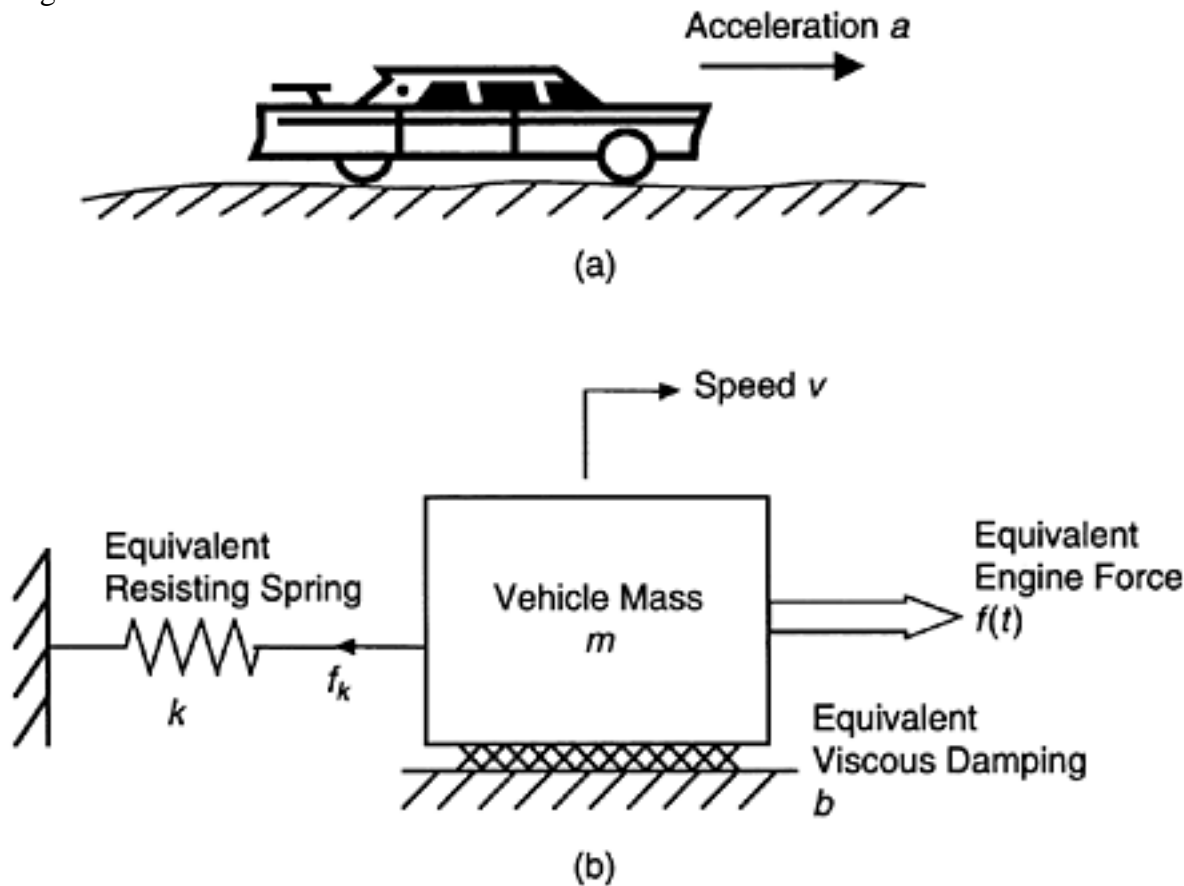 Acceleration a
(a)
Speed v
Equivalent
Resisting Spring
k
f_k
Vehicle Mass
m
Equivalent
Engine Force
f(t)
Equivalent
Viscous Damping
b
(b)